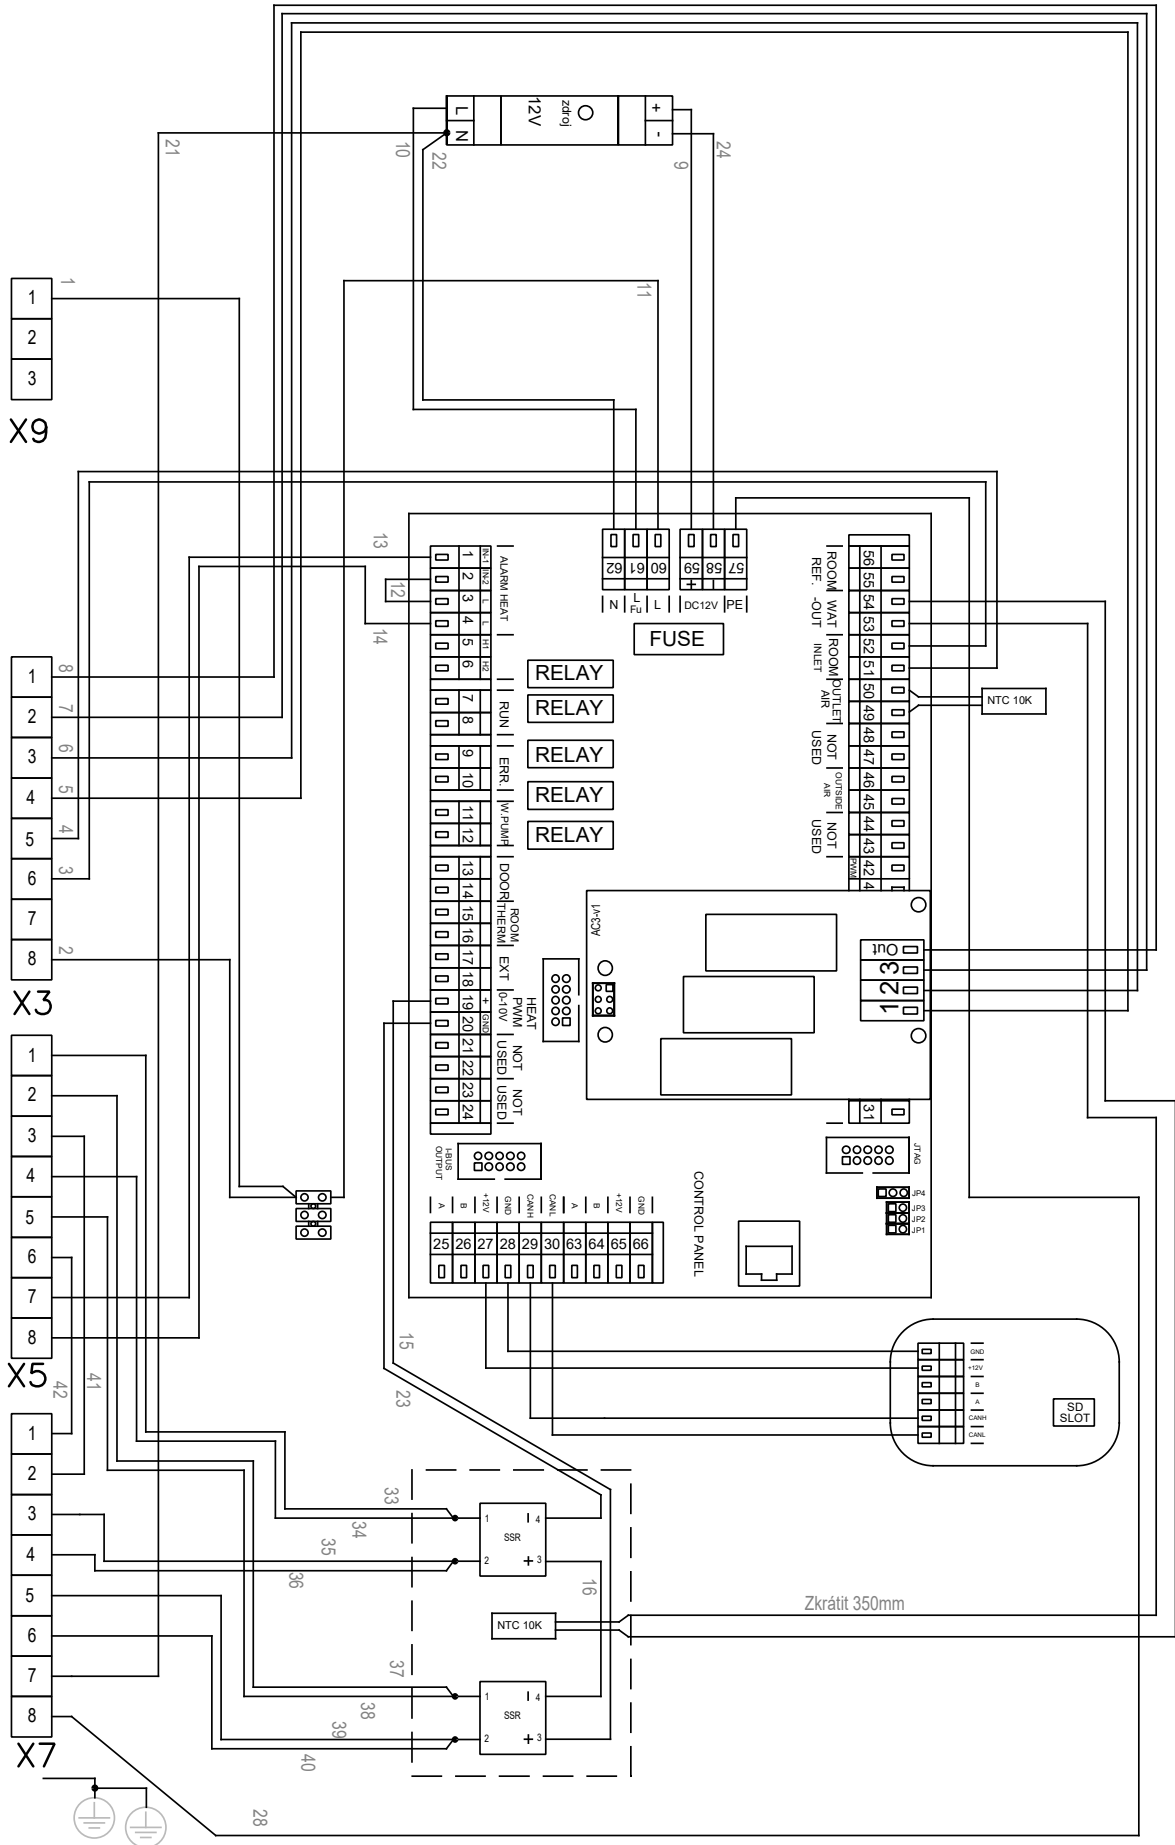 L
N
12V
zdroj
+
-
21
10
22
9
24
1
1
2
3
X9
11
13
12
14
1 IN-1
2 IN-2
3 L
4 L
5 H1
6 H2
7
8
9
10
11
12
13
14
15
16
17
18
19 +
20 GND
21
22
23
24
ALARM HEAT
RUN
ERR.
W.PUMP
DOOR
ROOM
THERM
EXT
HEAT
PWM
0-10V
NOT
USED
NOT
USED
62
61
60
59
58
57
+
–
N
L
Fu
L
DC12V
PE
FUSE
RELAY
RELAY
RELAY
RELAY
RELAY
56
55
54
53
52
51
50
49
48
47
46
45
44
43
42
4
31
ROOM
REF.
WAT
-OUT
ROOM
INLET
OUTLET
AIR
NOT
USED
OUTSIDE
AIR
NOT
USED
PWM
NTC 10K
AC3-v1
Out
3
2
1
1
2
3
4
5
6
7
8
X3
8
7
6
5
4
3
2
1
2
3
4
5
6
7
8
X5
42
41
I-BUS
OUTPUT
JTAG
JP4
JP3
JP2
JP1
CONTROL PANEL
A
B
+12V
GND
CANH
CANL
A
B
+12V
GND
25
26
27
28
29
30
63
64
65
66
15
23
GND
+12V
B
A
CANH
CANL
SD
SLOT
1
2
3
4
5
6
7
8
X7
33
34
35
36
37
38
39
40
1
2
SSR
– 4
+ 3
16
NTC 10K
Zkrátit 350mm
1
2
SSR
– 4
+ 3
28